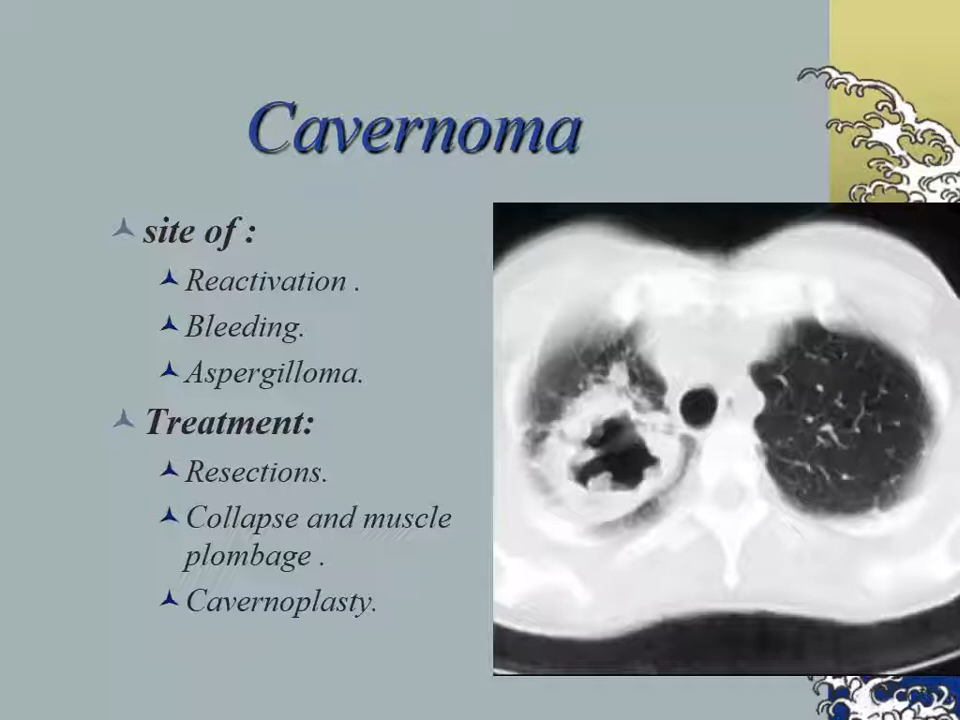 Cavernoma
site of :
Reactivation .
Bleeding.
Aspergilloma.
Treatment:
Resections.
Collapse and muscle
plombage .
Cavernoplasty.